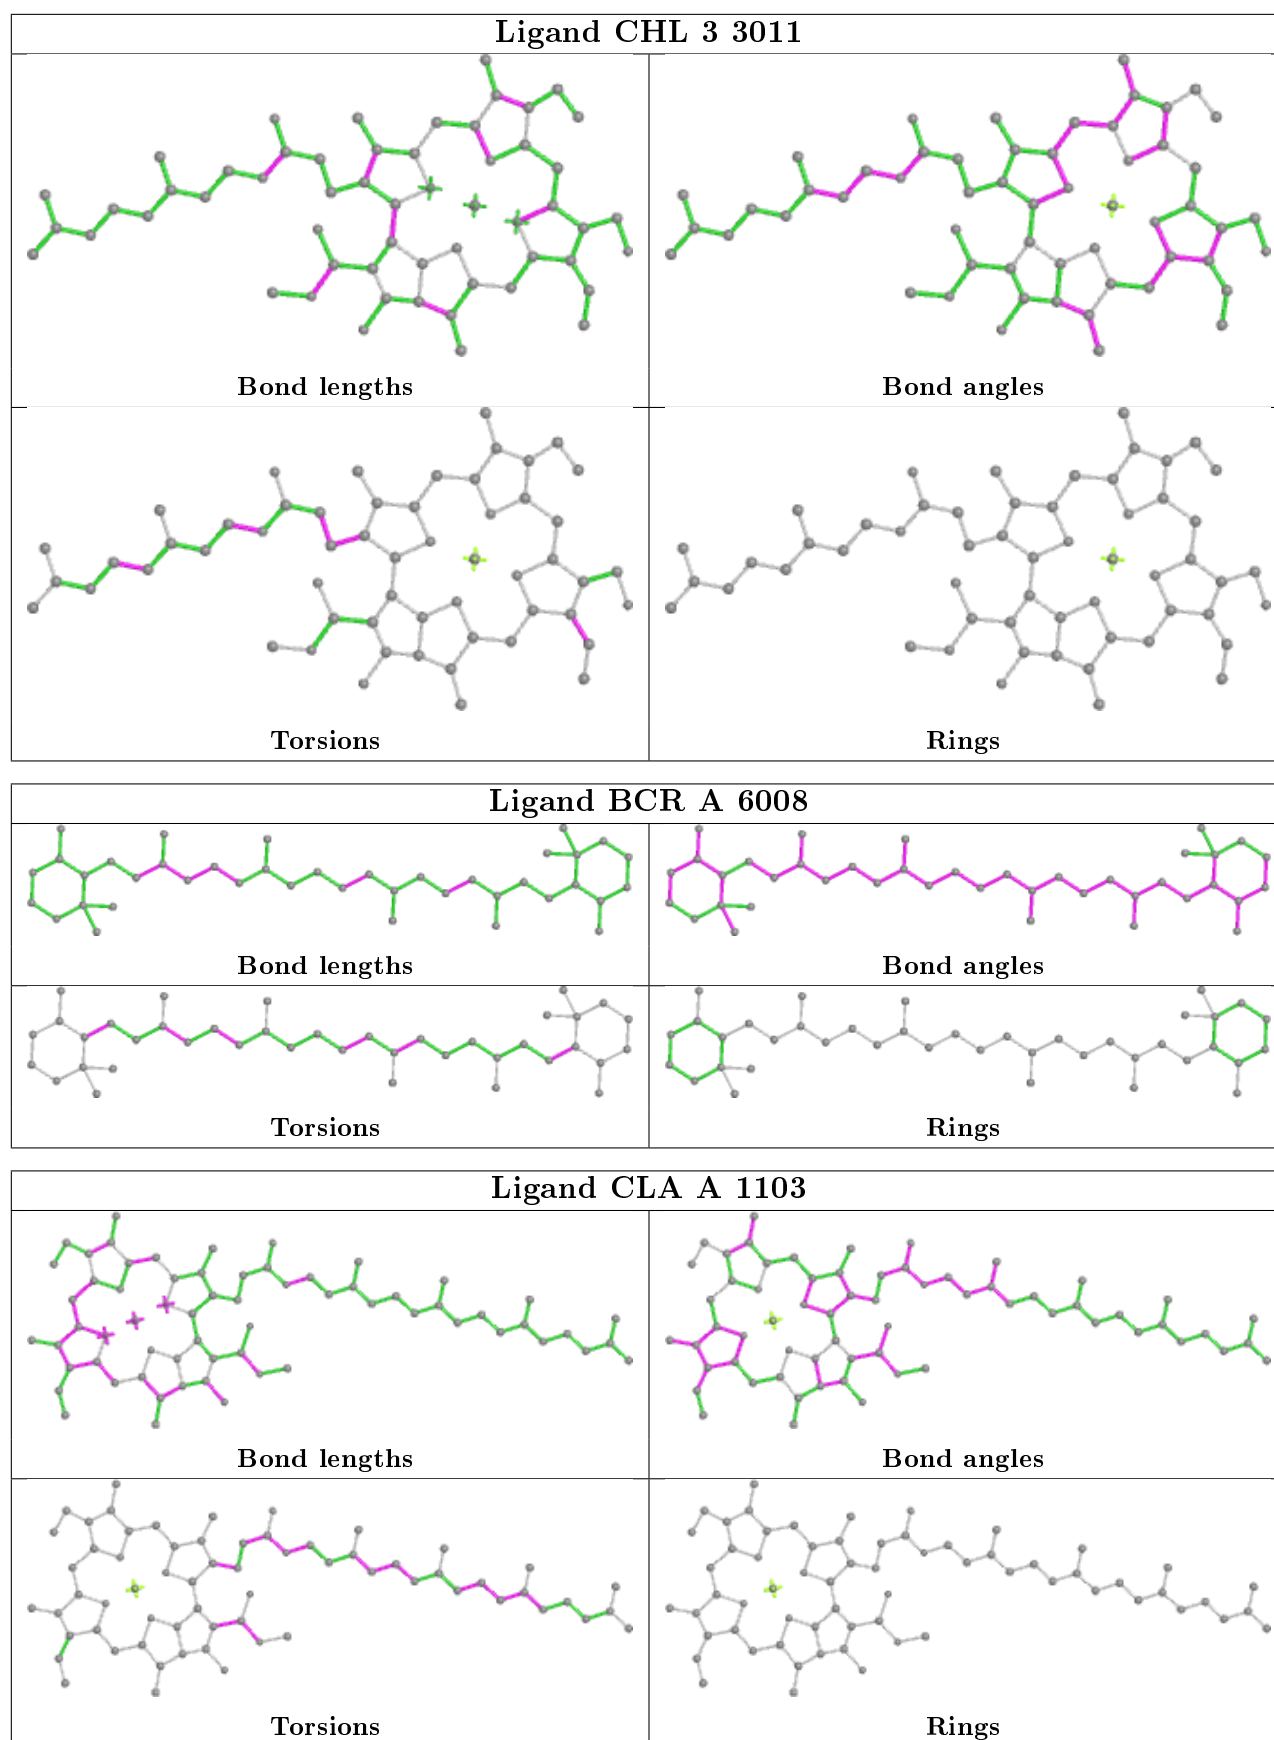 Ligand CHL 3 3011
Bond lengths
Bond angles
Torsions
Rings
Ligand BCR A 6008
Bond lengths
Bond angles
Torsions
Rings
Ligand CLA A 1103
Bond lengths
Bond angles
Torsions
Rings